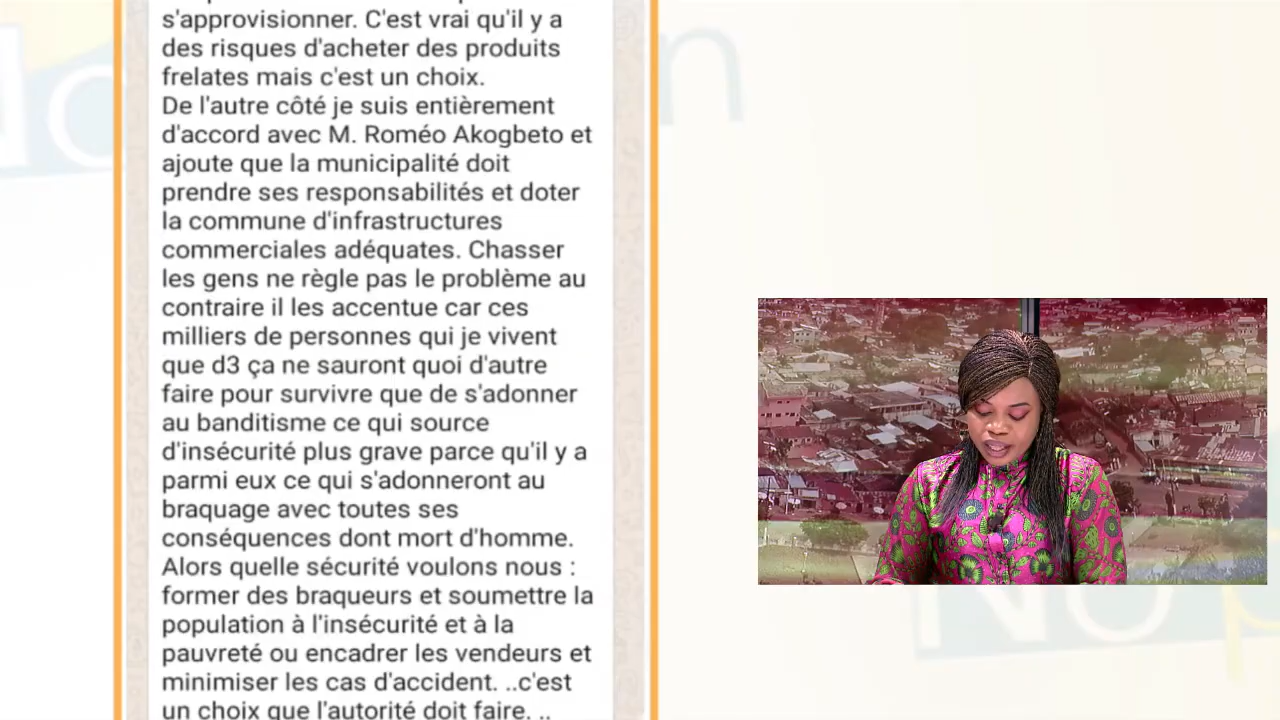 s'approvisionner. C'est vrai qu'il y a
des risques d'acheter des produits
frelates mais c'est un choix.
De l'autre côté je suis entièrement
d'accord avec M. Roméo Akogbeto et
ajoute que la municipalité doit
prendre ses responsabilités et doter
la commune d'infrastructures
commerciales adéquates. Chasser
les gens ne règle pas le problème au
contraire il les accentue car ces
milliers de personnes qui je vivent
que d3 ça ne sauront quoi d'autre
faire pour survivre que de s'adonner
au banditisme ce qui source
d'insécurité plus grave parce qu'il y a
parmi eux ce qui s'adonneront au
braquage avec toutes ses
conséquences dont mort d'homme.
Alors quelle sécurité voulons nous :
former des braqueurs et soumettre la
population à l'insécurité et à la
pauvreté ou encadrer les vendeurs et
minimiser les cas d'accident. ..c'est
un choix que l'autorité doit faire. ..